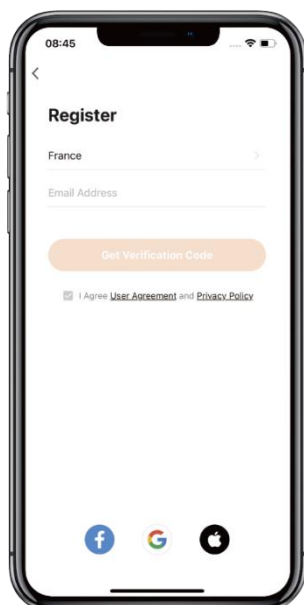 08:45
Register
France
Email Address
Get Verification Code
I Agree User Agreement and Privacy Policy